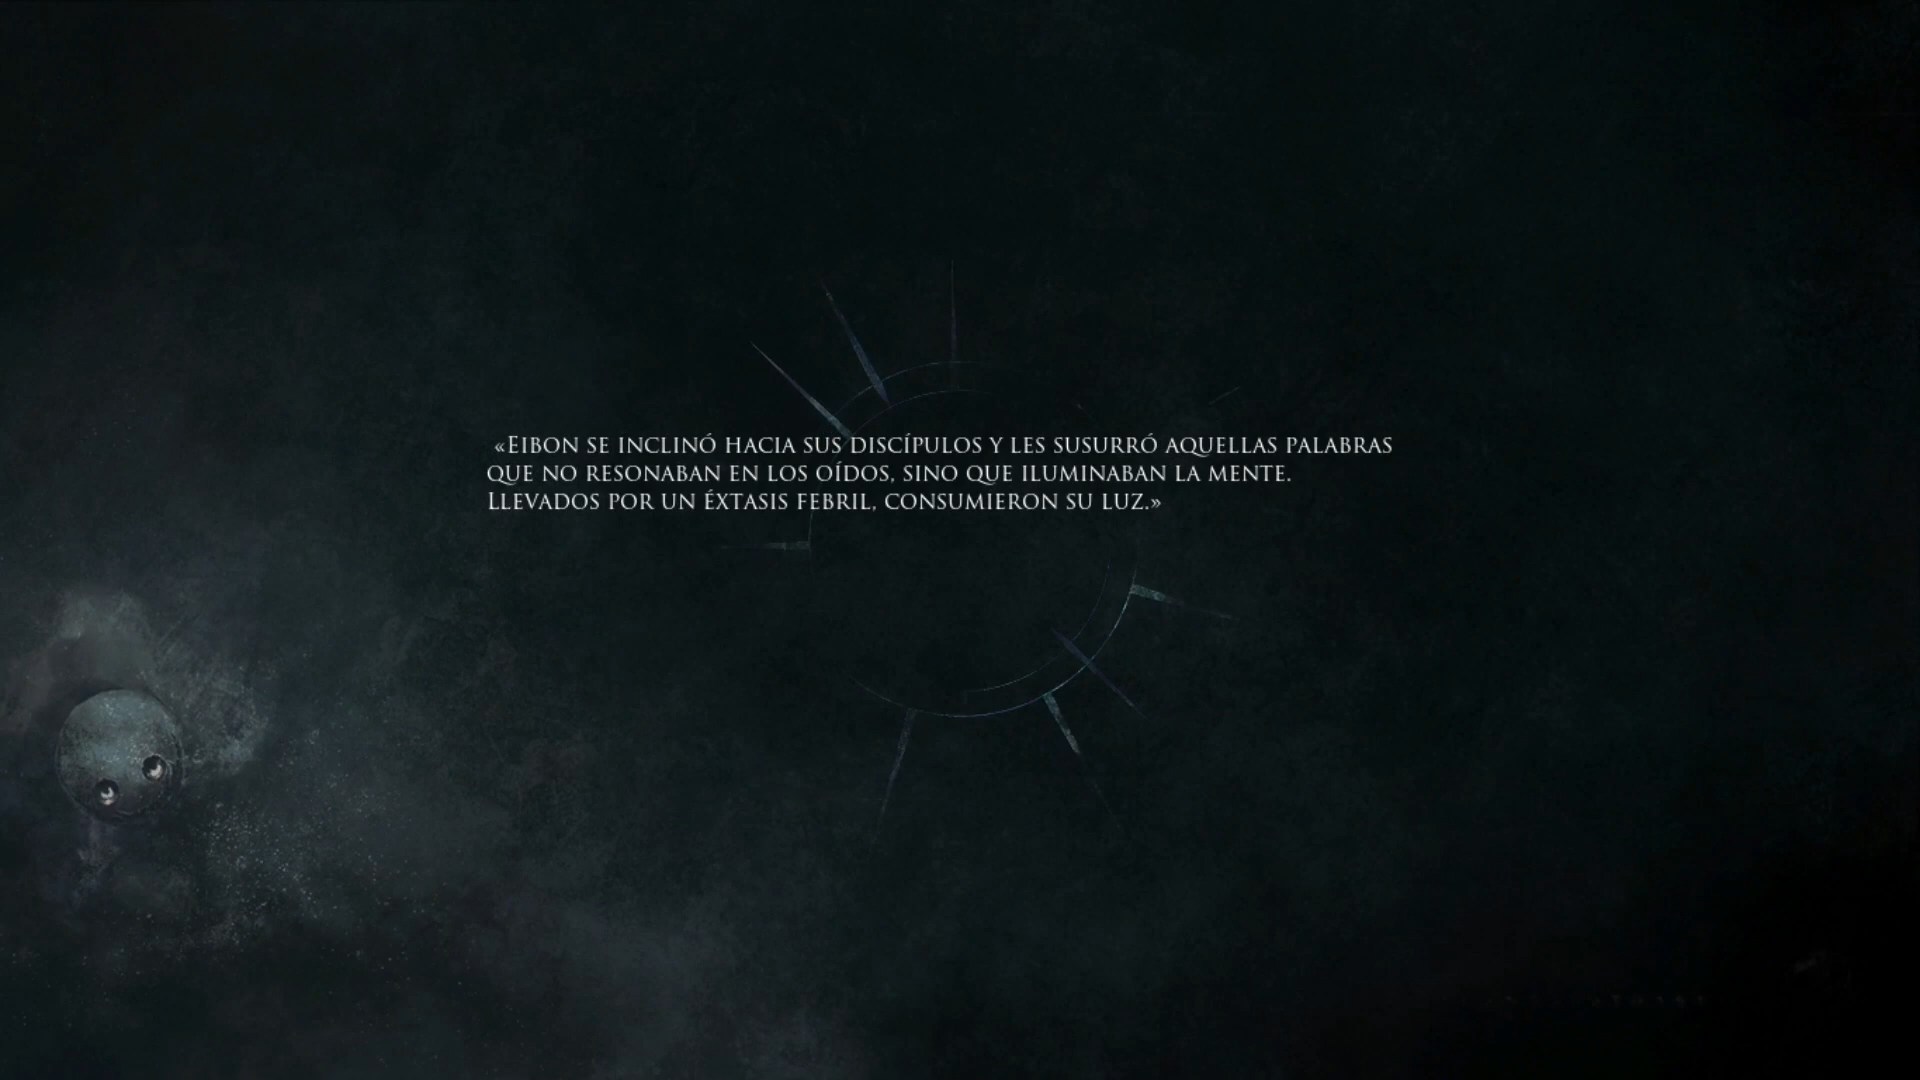 «Eibon se inclinó hacia sus discípulos y les susurró aquellas palabras
que no resonaban en los oídos, sino que iluminaban la mente.
Llevados por un éxtasis febril, consumieron su luz.»